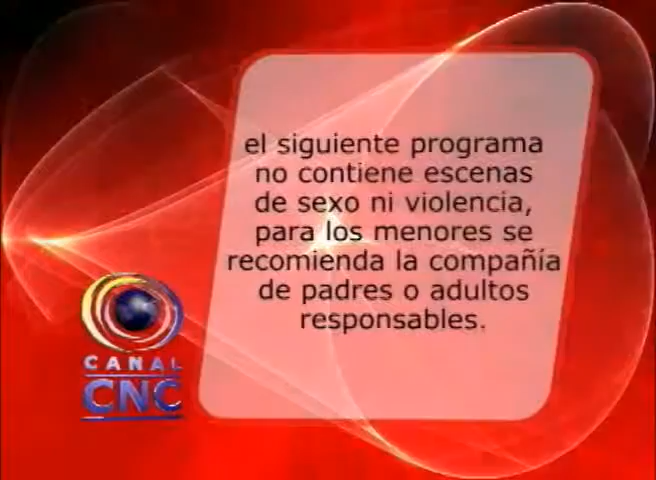 el siguiente programa
no contiene escenas
de sexo ni violencia,
para los menores se
recomienda la compañía
de padres o adultos
responsables.
CANAL
CNC